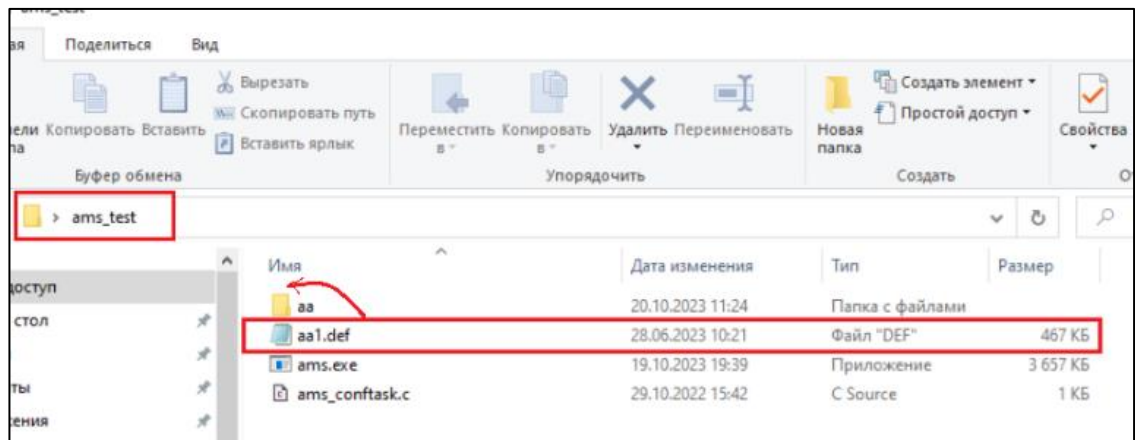 ams_test
Поделиться Вид
Вырезать
Скопировать путь
Вставить ярлык
Копировать Вставить
Буфер обмена
Переместить в Копировать в Удалить Переименовать
Упорядочить
Новая папка
Создать элемент
Простой доступ
Создать
Свойства
ams_test
Имя Дата изменения Тип Размер
aa 20.10.2023 11:24 Папка с файлами
aa1.def 28.06.2023 10:21 Файл "DEF" 467 КБ
ams.exe 19.10.2023 19:39 Приложение 3 657 КБ
ams_conftask.c 29.10.2022 15:42 C Source 1 КБ
доступ
стол